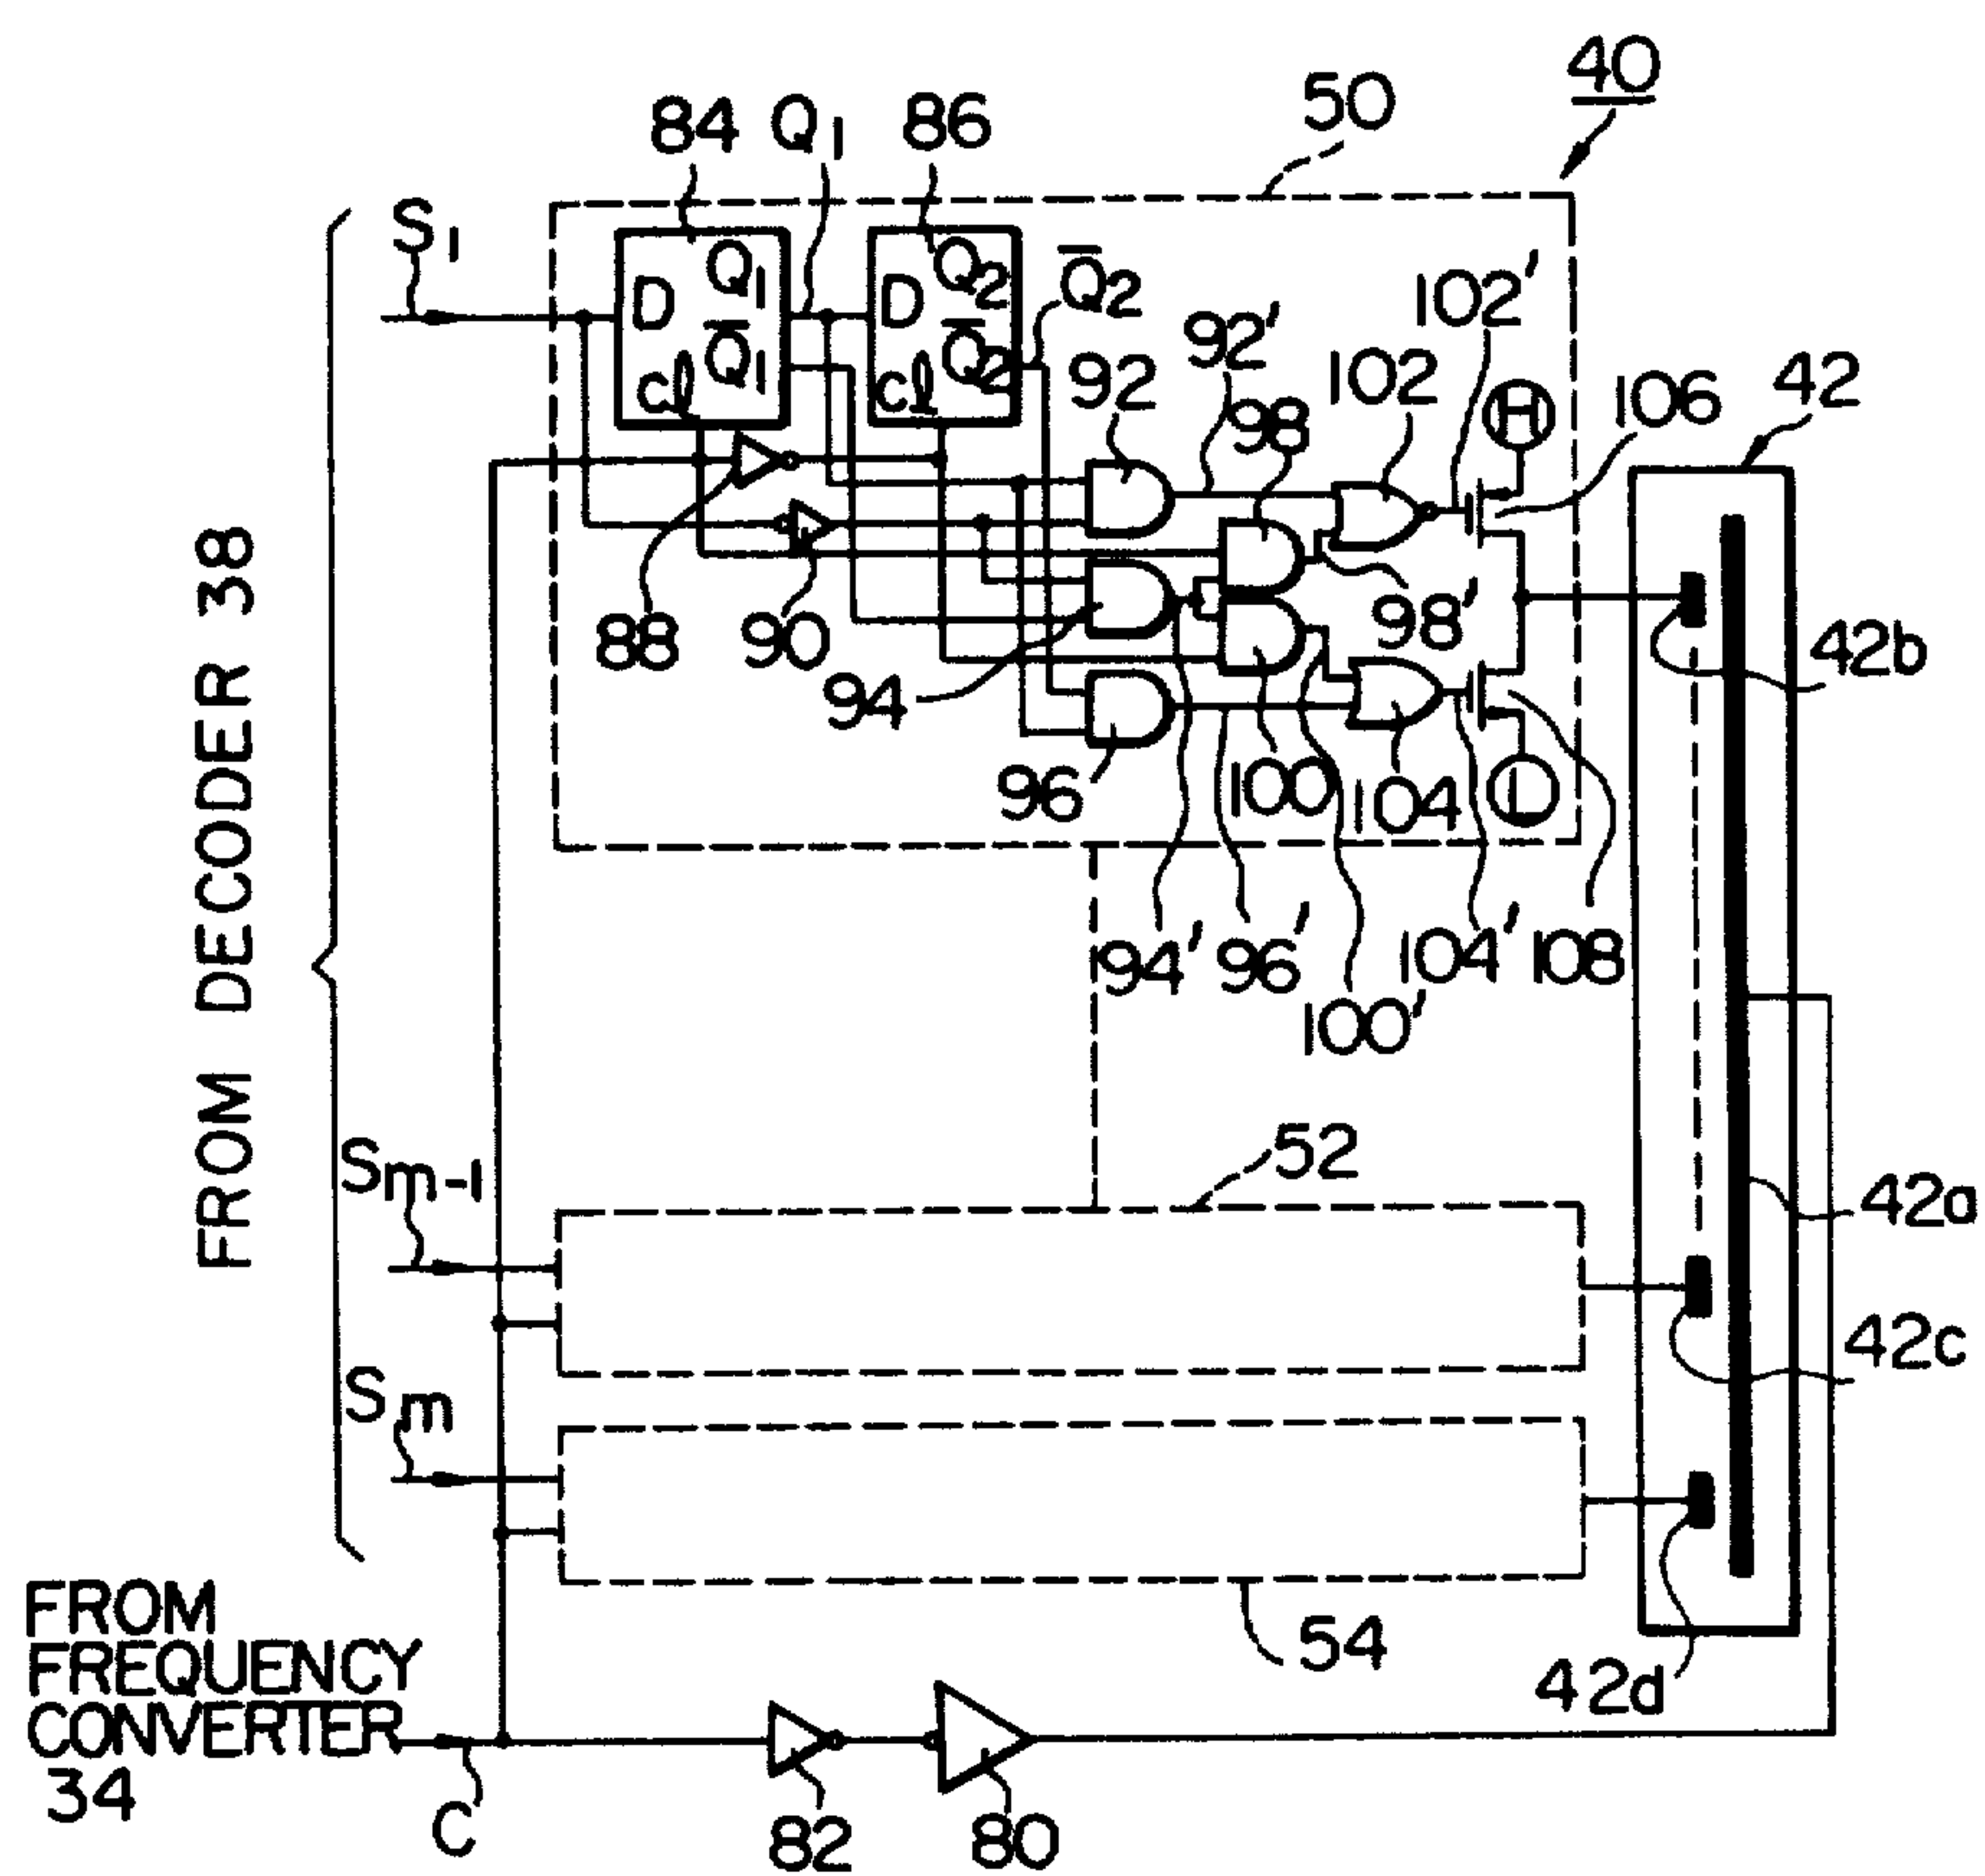 40
50
84 Q1 86
S1
D Q1 Q̄1 cl
D Q2 Q̄2 cl
Q̄2
102'
92 92' 98 102
H
106
42
88 90 94 98'
42b
96 100 104
L
94' 96' 104' 108
100'
FROM DECODER 38
Sm-1
52
42a
42c
Sm
54
42d
FROM
FREQUENCY
CONVERTER
34
C
82 80